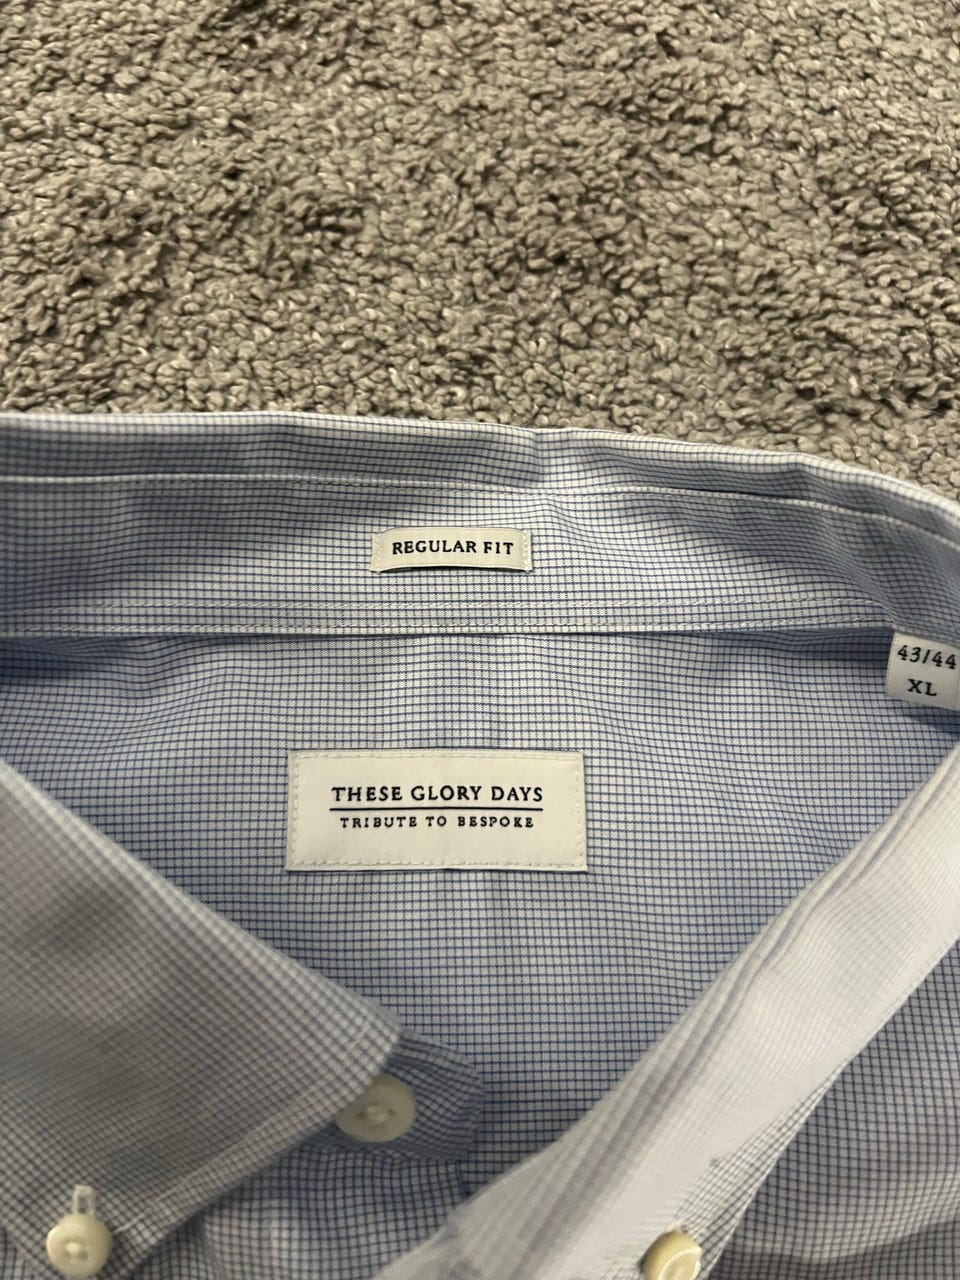 REGULAR FIT
43/44
XL
THESE GLORY DAYS
TRIBUTE TO BESPOKE